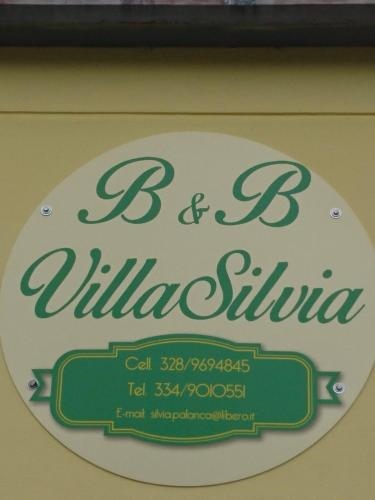 B & B
VillaSilvia
Cell. 328/9694845
Tel. 334/9010551
E-mail: silvia.palanca@libero.it